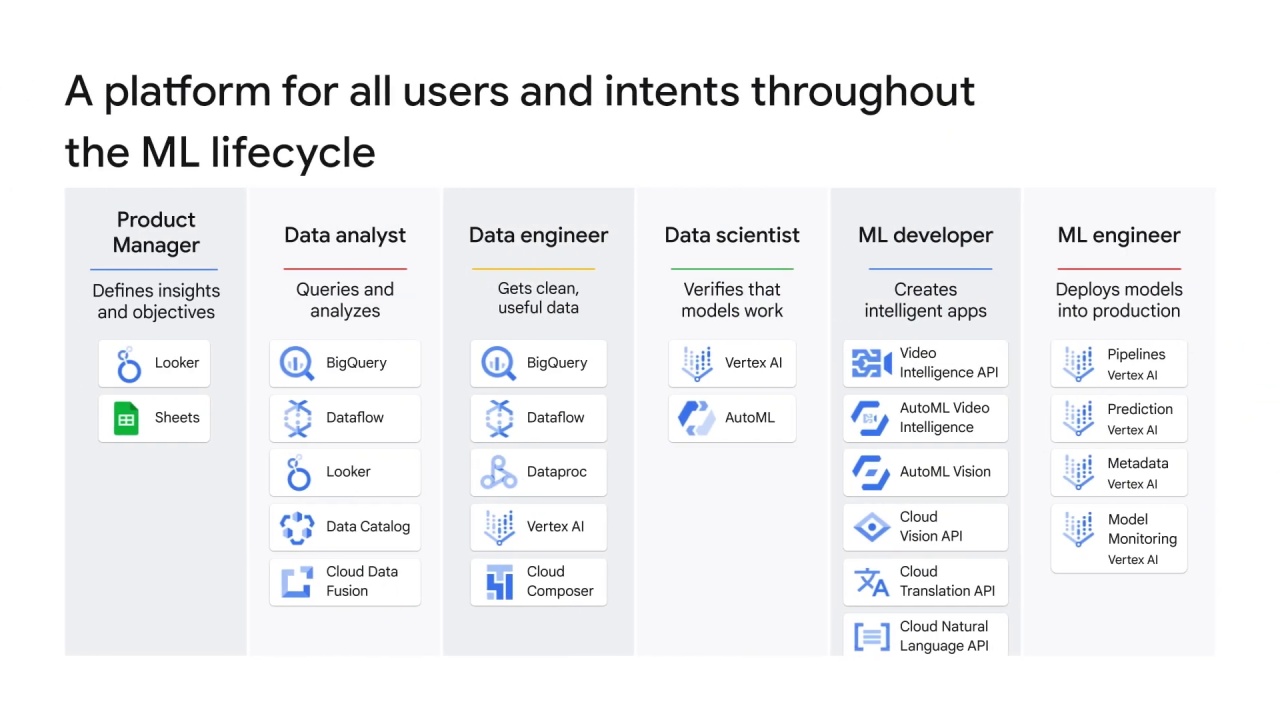 A platform for all users and intents throughout
the ML lifecycle
Product
Manager
Defines insights
and objectives
Looker
Sheets
Data analyst
Queries and
analyzes
BigQuery
Dataflow
Looker
Data Catalog
Cloud Data
Fusion
Data engineer
Gets clean,
useful data
BigQuery
Dataflow
Dataproc
Vertex AI
Cloud
Composer
Data scientist
Verifies that
models work
Vertex AI
AutoML
ML developer
Creates
intelligent apps
Video
Intelligence API
AutoML Video
Intelligence
AutoML Vision
Cloud
Vision API
Cloud
Translation API
Cloud Natural
Language API
ML engineer
Deploys models
into production
Pipelines
Vertex AI
Prediction
Vertex AI
Metadata
Vertex AI
Model
Monitoring
Vertex AI